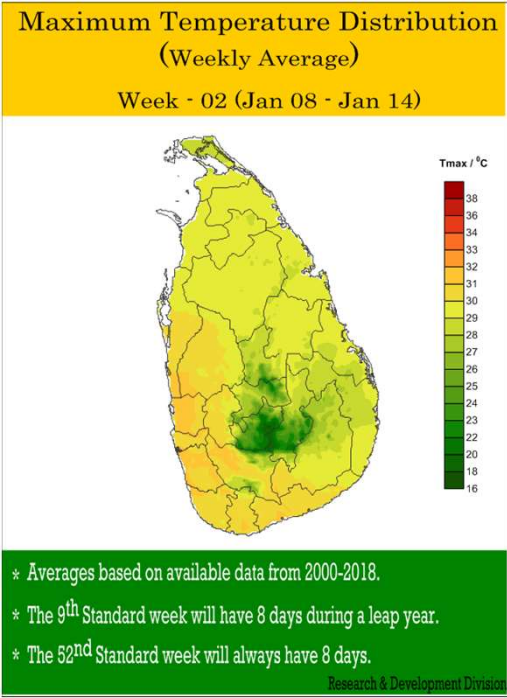 Maximum Temperature Distribution
(Weekly Average)
Week - 02 (Jan 08 - Jan 14)
Tmax / ⁰C
38
36
34
33
32
31
30
29
28
27
26
25
24
23
22
20
18
16
* Averages based on available data from 2000-2018.
* The 9th Standard week will have 8 days during a leap year.
* The 52nd Standard week will always have 8 days.
Research & Development Division